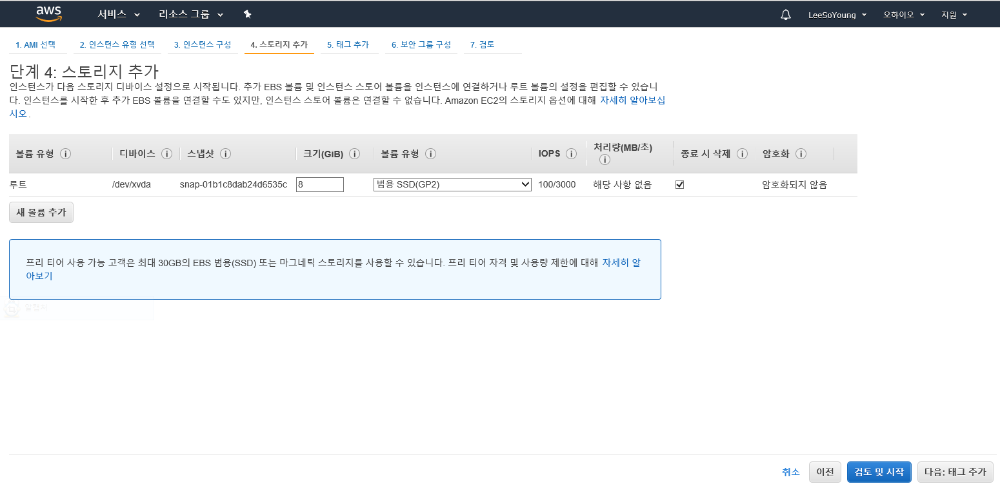 aws 서비스 리소스 그룹 LeeSoYoung 오하이오 지원
1. AMI 선택 2. 인스턴스 유형 선택 3. 인스턴스 구성 4. 스토리지 추가 5. 태그 추가 6. 보안 그룹 구성 7. 검토
단계 4: 스토리지 추가
인스턴스가 다음 스토리지 디바이스 설정으로 시작됩니다. 추가 EBS 볼륨 및 인스턴스 스토어 볼륨을 인스턴스에 연결하거나 루트 볼륨의 설정을 편집할 수 있습니
다. 인스턴스를 시작한 후 추가 EBS 볼륨을 연결할 수도 있지만, 인스턴스 스토어 볼륨은 연결할 수 없습니다. Amazon EC2의 스토리지 옵션에 대해 자세히 알아보십
시오.
볼륨 유형 i 디바이스 i 스냅샷 i 크기(GiB) i 볼륨 유형 i IOPS i 처리량(MB/초) i 종료 시 삭제 i 암호화 i
루트 /dev/xvda snap-01b1c8dab24d6535c 8 범용 SSD(GP2) 100/3000 해당 사항 없음 암호화되지 않음
새 볼륨 추가
프리 티어 사용 가능 고객은 최대 30GB의 EBS 범용(SSD) 또는 마그네틱 스토리지를 사용할 수 있습니다. 프리 티어 자격 및 사용량 제한에 대해 자세히 알
아보기
알캡처
취소 이전 검토 및 시작 다음: 태그 추가